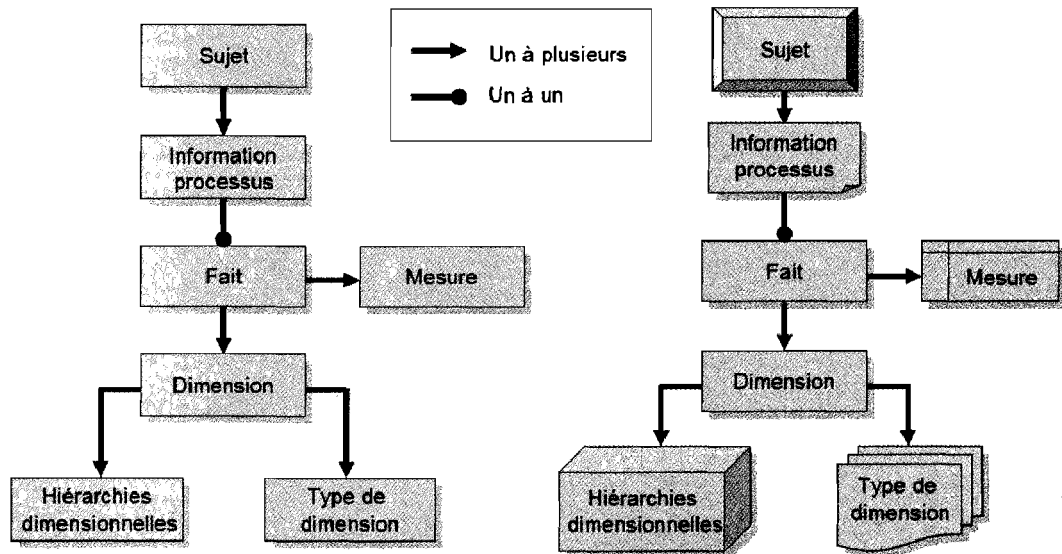 Sujet
Information
processus
Fait
Mesure
Dimension
Hiérarchies
dimensionnelles
Type de
dimension
Un à plusieurs
Un à un
Sujet
Information
processus
Fait
Mesure
Dimension
Hiérarchies
dimensionnelles
Type de
dimension